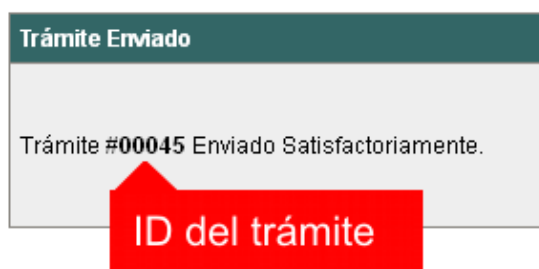 Trámite Enviado
Trámite #00045 Enviado Satisfactoriamente.
ID del trámite